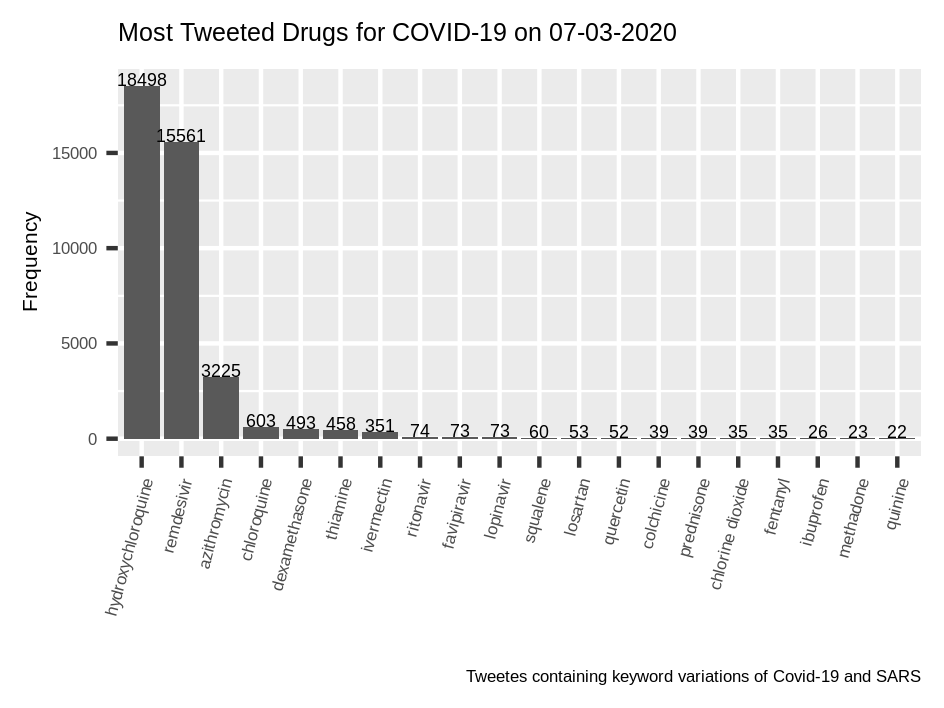 Most Tweeted Drugs for COVID-19 on 07-03-2020
Frequency
15000
10000
5000
0
18498
15561
3225
603
493
458
351
74
73
73
60
53
52
39
39
35
35
26
23
22
hydroxychloroquine
remdesivir
azithromycin
chloroquine
dexamethasone
thiamine
ivermectin
ritonavir
favipiravir
lopinavir
squalene
losartan
quercetin
colchicine
prednisone
chlorine dioxide
fentanyl
ibuprofen
methadone
quinine
Tweetes containing keyword variations of Covid-19 and SARS